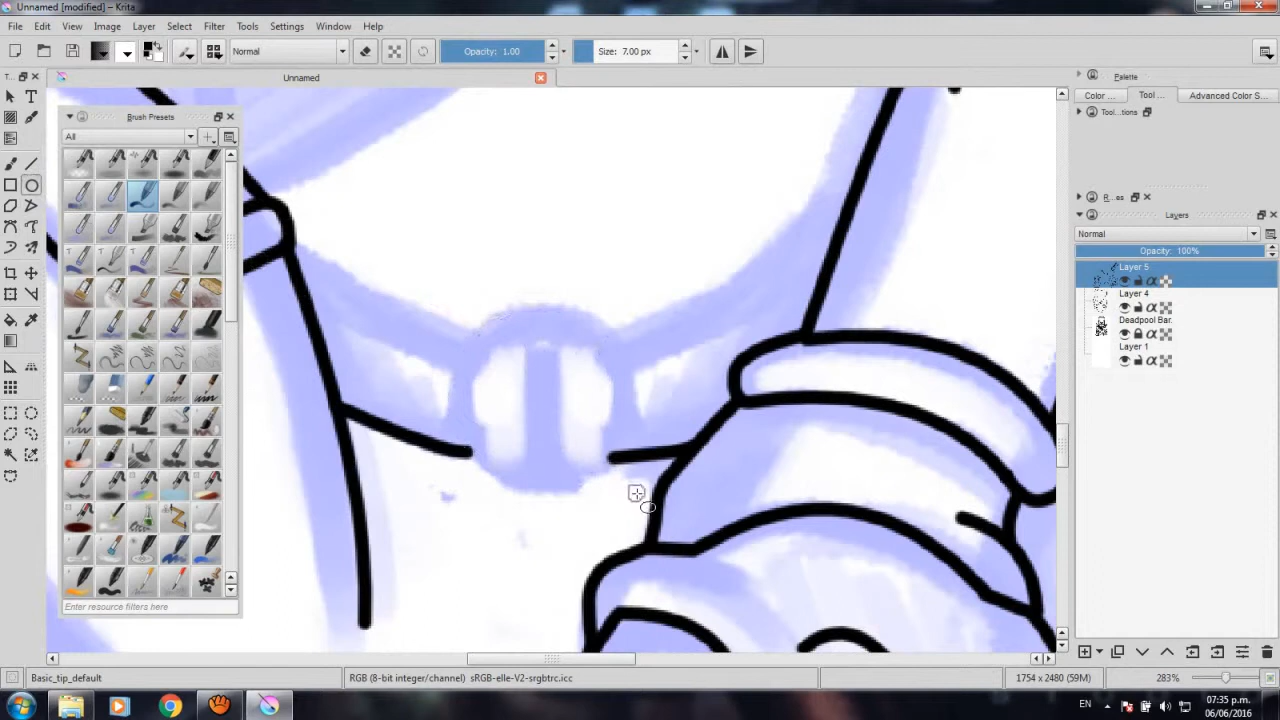 Unnamed [modified] – Krita
File Edit View Image Layer Select Filter Tools Settings Window Help
Normal Opacity: 1.00 Size: 7.00 px
Unnamed
T...
Brush Presets
All
Enter resource filters here
Palette
Color ... Tool ... Advanced Color S...
Tool...tions
R...es
Layers
Normal
Opacity: 100%
Layer 5
Layer 4
Deadpool Bar.
Layer 1
Basic_tip_default RGB (8-bit integer/channel) sRGB-elle-V2-srgbtrc.icc 1754 x 2480 (59M) 283%
EN 07:35 p.m.
06/06/2016